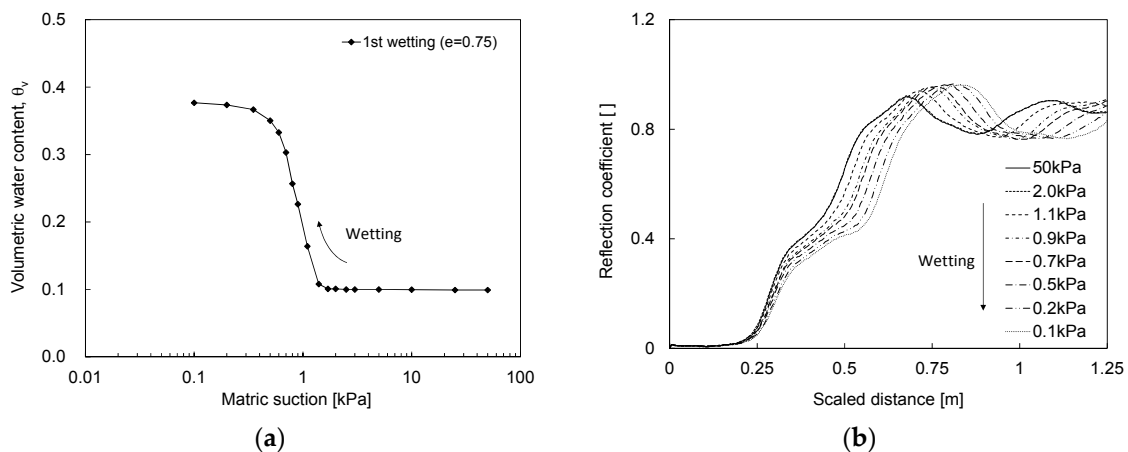 0.5
0.4
0.3
0.2
0.1
0.0
Volumetric water content, θv
1st wetting (e=0.75)
Wetting
0.01
0.1
1
10
100
Matric suction [kPa]
(a)
1.2
0.8
0.4
0
Reflection coefficient [ ]
50kPa
2.0kPa
1.1kPa
0.9kPa
0.7kPa
0.5kPa
0.2kPa
0.1kPa
Wetting
0
0.25
0.5
0.75
1
1.25
Scaled distance [m]
(b)